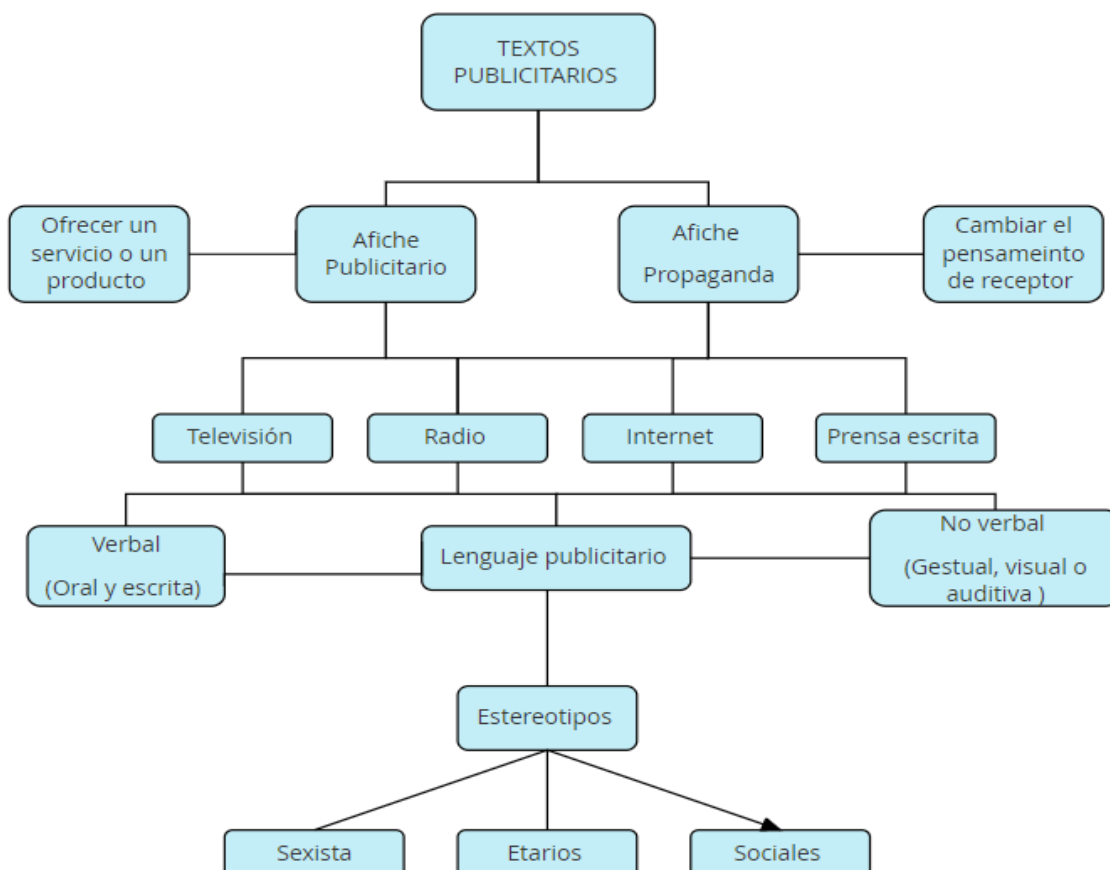 TEXTOS
PUBLICITARIOS
Ofrecer un
servicio o un
producto
Afiche
Publicitario
Afiche
Propaganda
Cambiar el
pensameinto
de receptor
Televisión
Radio
Internet
Prensa escrita
Verbal
(Oral y escrita)
Lenguaje publicitario
No verbal
(Gestual, visual o
auditiva )
Estereotipos
Sexista
Etarios
Sociales